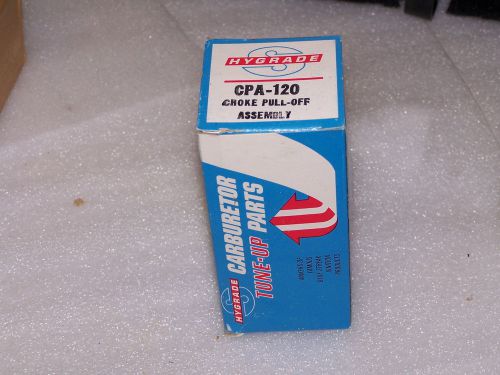 HYGRADE
CPA-120
CHOKE PULL-OFF
ASSEMBLY
HYGRADE
CARBURETOR
TUNE-UP PARTS